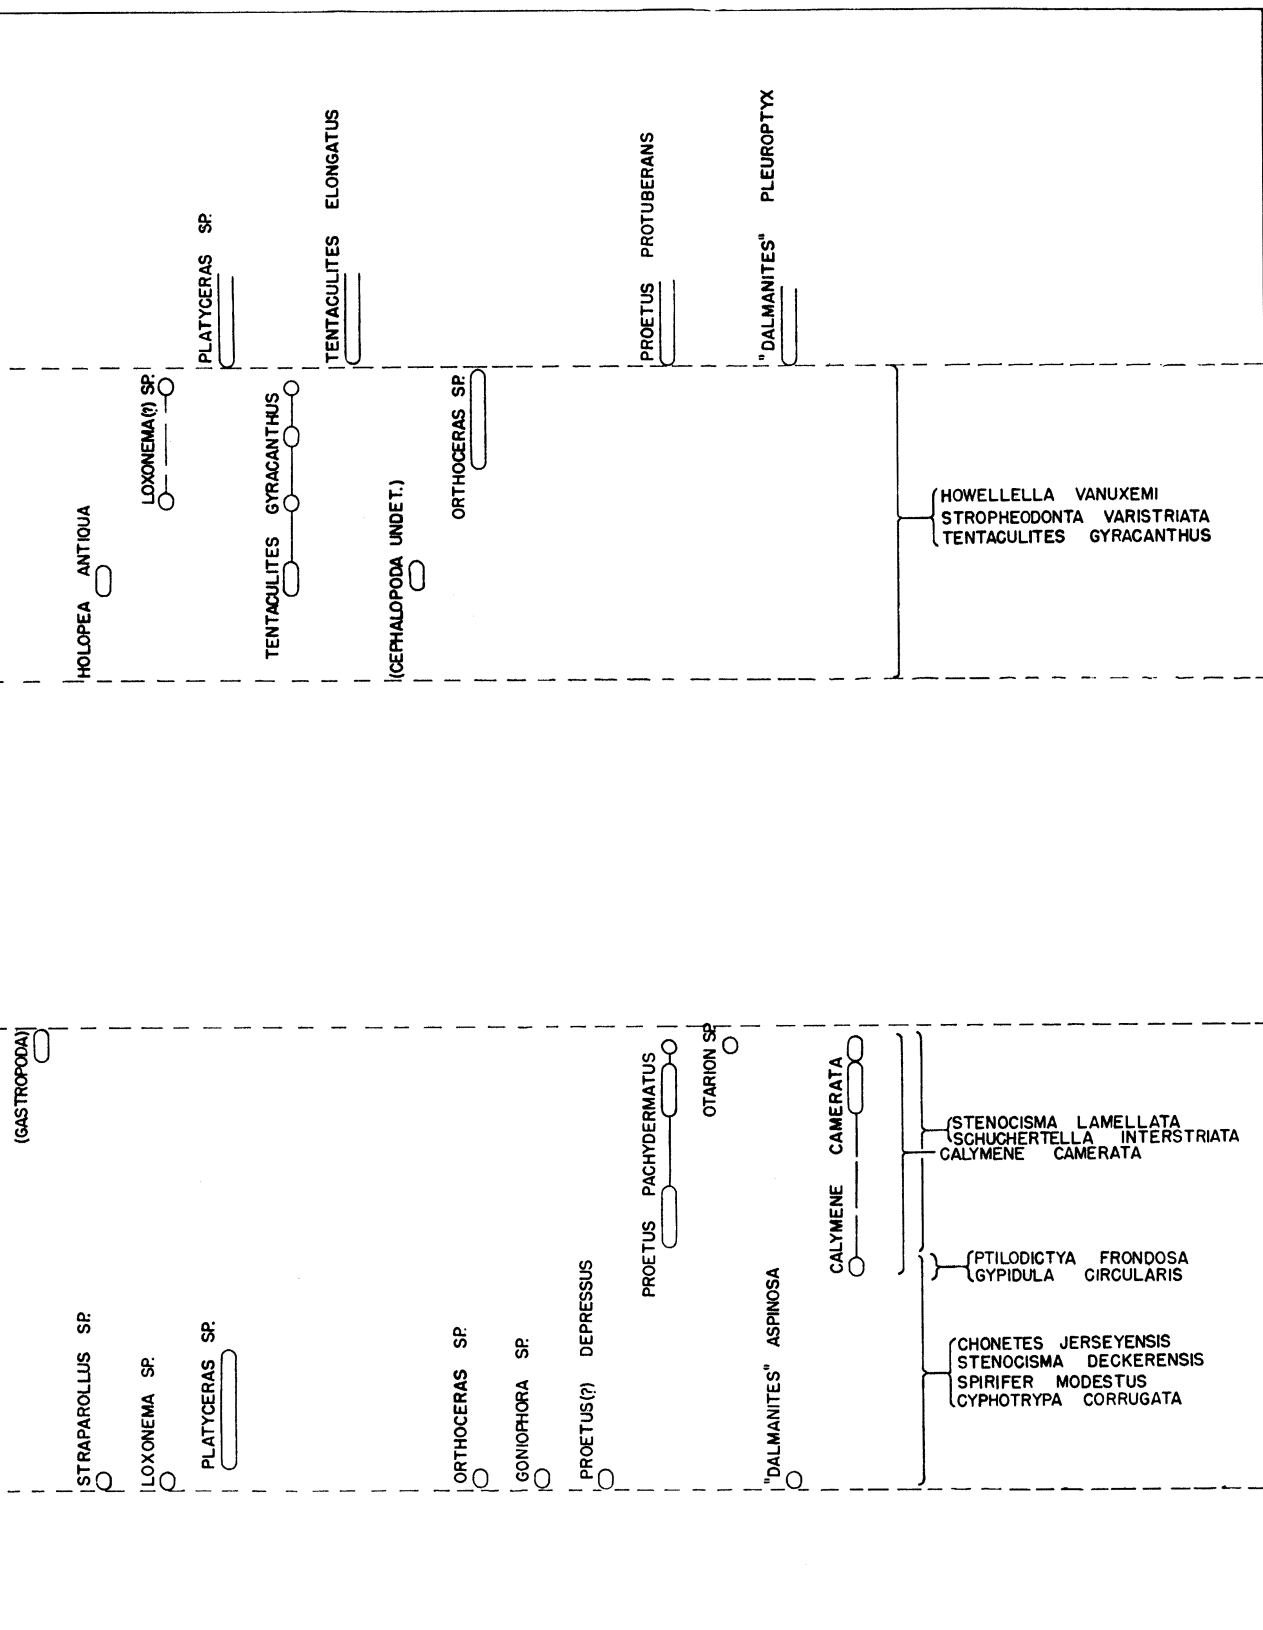 PLATYCERAS SP.
TENTACULITES ELONGATUS
PROETUS PROTUBERANS
"DALMANITES" PLEUROPTYX
HOLOPEA ANTIQUA
LOXONEMA(?) SP.
TENTACULITES GYRACANTHUS
(CEPHALOPODA UNDET.)
ORTHOCERAS SP.
HOWELLELLA VANUXEMI
STROPHEODONTA VARISTRIATA
TENTACULITES GYRACANTHUS
(GASTROPODA)
PROETUS PACHYDERMATUS
OTARION SP.
CALYMENE CAMERATA
STENOCISMA LAMELLATA
SCHUCHERTELLA INTERSTRIATA
CALYMENE CAMERATA
PTILODICTYA FRONDOSA
GYPIDULA CIRCULARIS
STRAPAROLLUS SP.
LOXONEMA SP.
PLATYCERAS SP.
ORTHOCERAS SP.
GONIOPHORA SP.
PROETUS(?) DEPRESSUS
"DALMANITES" ASPINOSA
CHONETES JERSEYENSIS
STENOCISMA DECKERENSIS
SPIRIFER MODESTUS
CYPHOTRYPA CORRUGATA